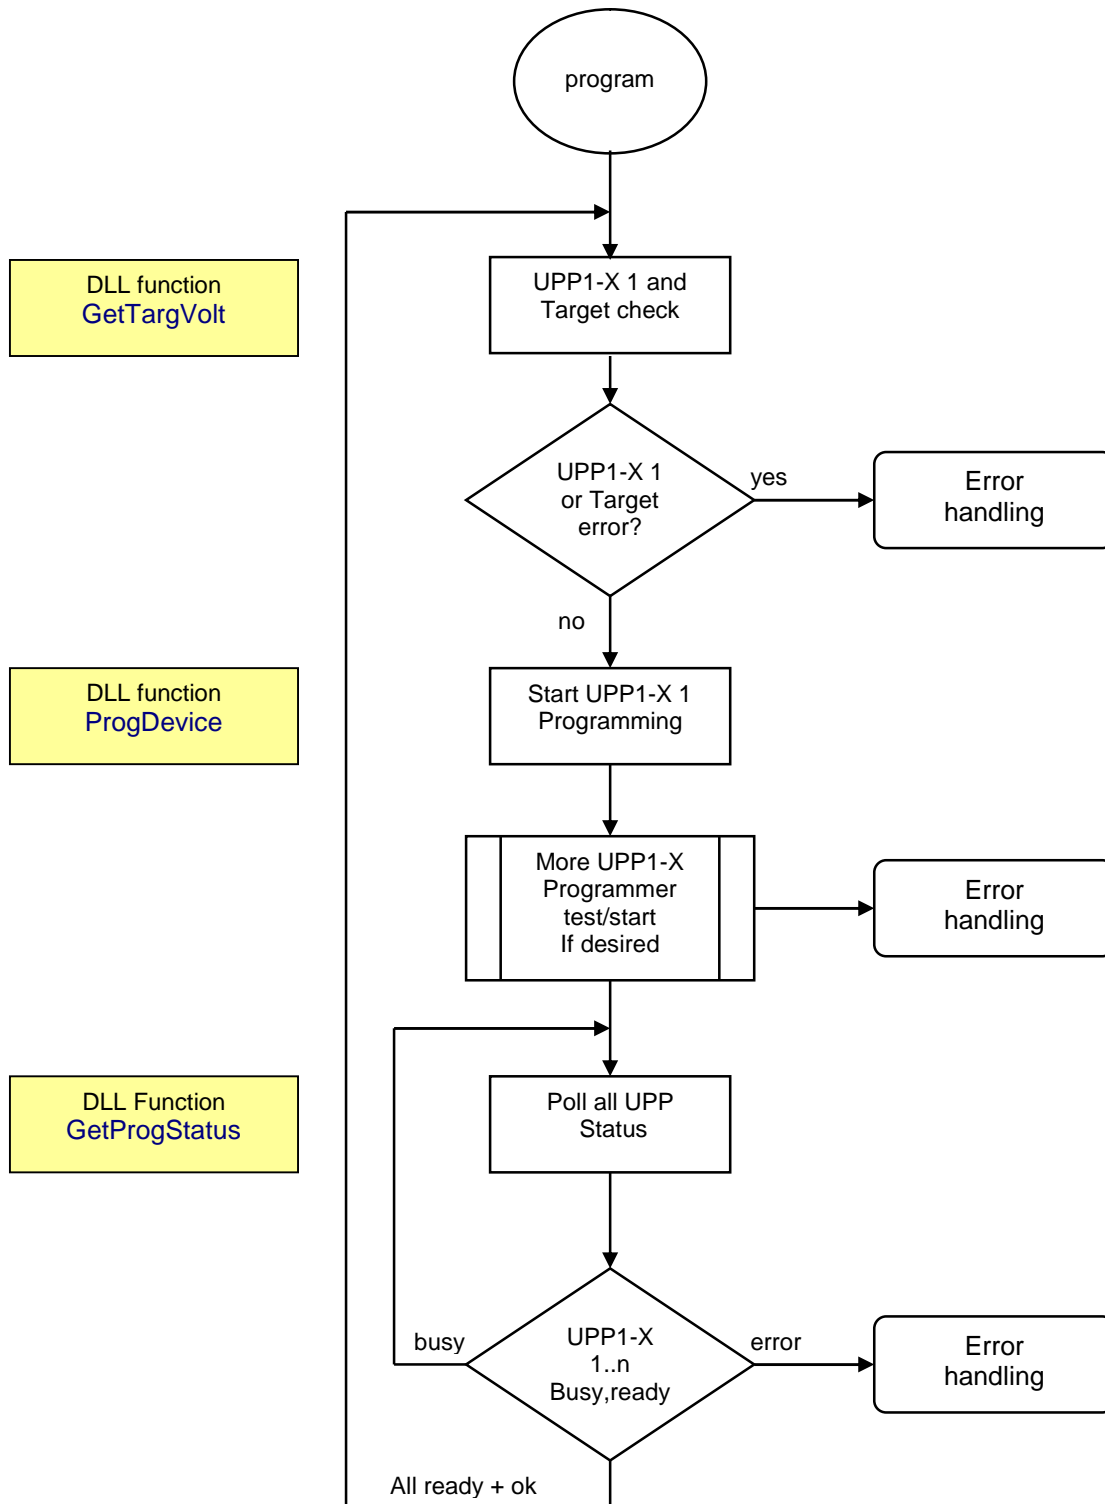 program
DLL function
GetTargVolt
UPP1-X 1 and
Target check
UPP1-X 1
or Target
error?
yes
Error
handling
no
DLL function
ProgDevice
Start UPP1-X 1
Programming
More UPP1-X
Programmer
test/start
If desired
Error
handling
DLL Function
GetProgStatus
Poll all UPP
Status
busy
UPP1-X
1..n
Busy,ready
error
Error
handling
All ready + ok